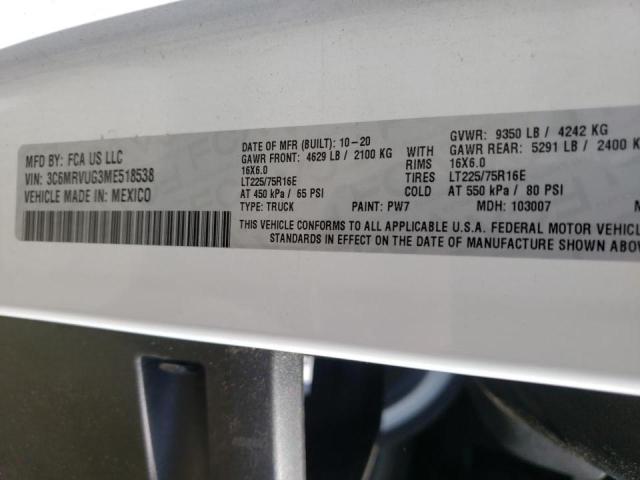 MFD BY: FCA US LLC
VIN: 3C6MRVUG3ME518538
VEHICLE MADE IN: MEXICO
DATE OF MFR (BUILT): 10-20 GVWR: 9350 LB / 4242 KG
GAWR FRONT: 4629 LB / 2100 KG WITH GAWR REAR: 5291 LB / 2400 KG
16X6.0 RIMS 16X6.0
LT225/75R16E TIRES LT225/75R16E
AT 450 kPa / 65 PSI COLD AT 550 kPa / 80 PSI
TYPE: TRUCK PAINT: PW7 MDH: 103007
THIS VEHICLE CONFORMS TO ALL APPLICABLE U.S.A. FEDERAL MOTOR VEHICL
STANDARDS IN EFFECT ON THE DATE OF MANUFACTURE SHOWN ABOV